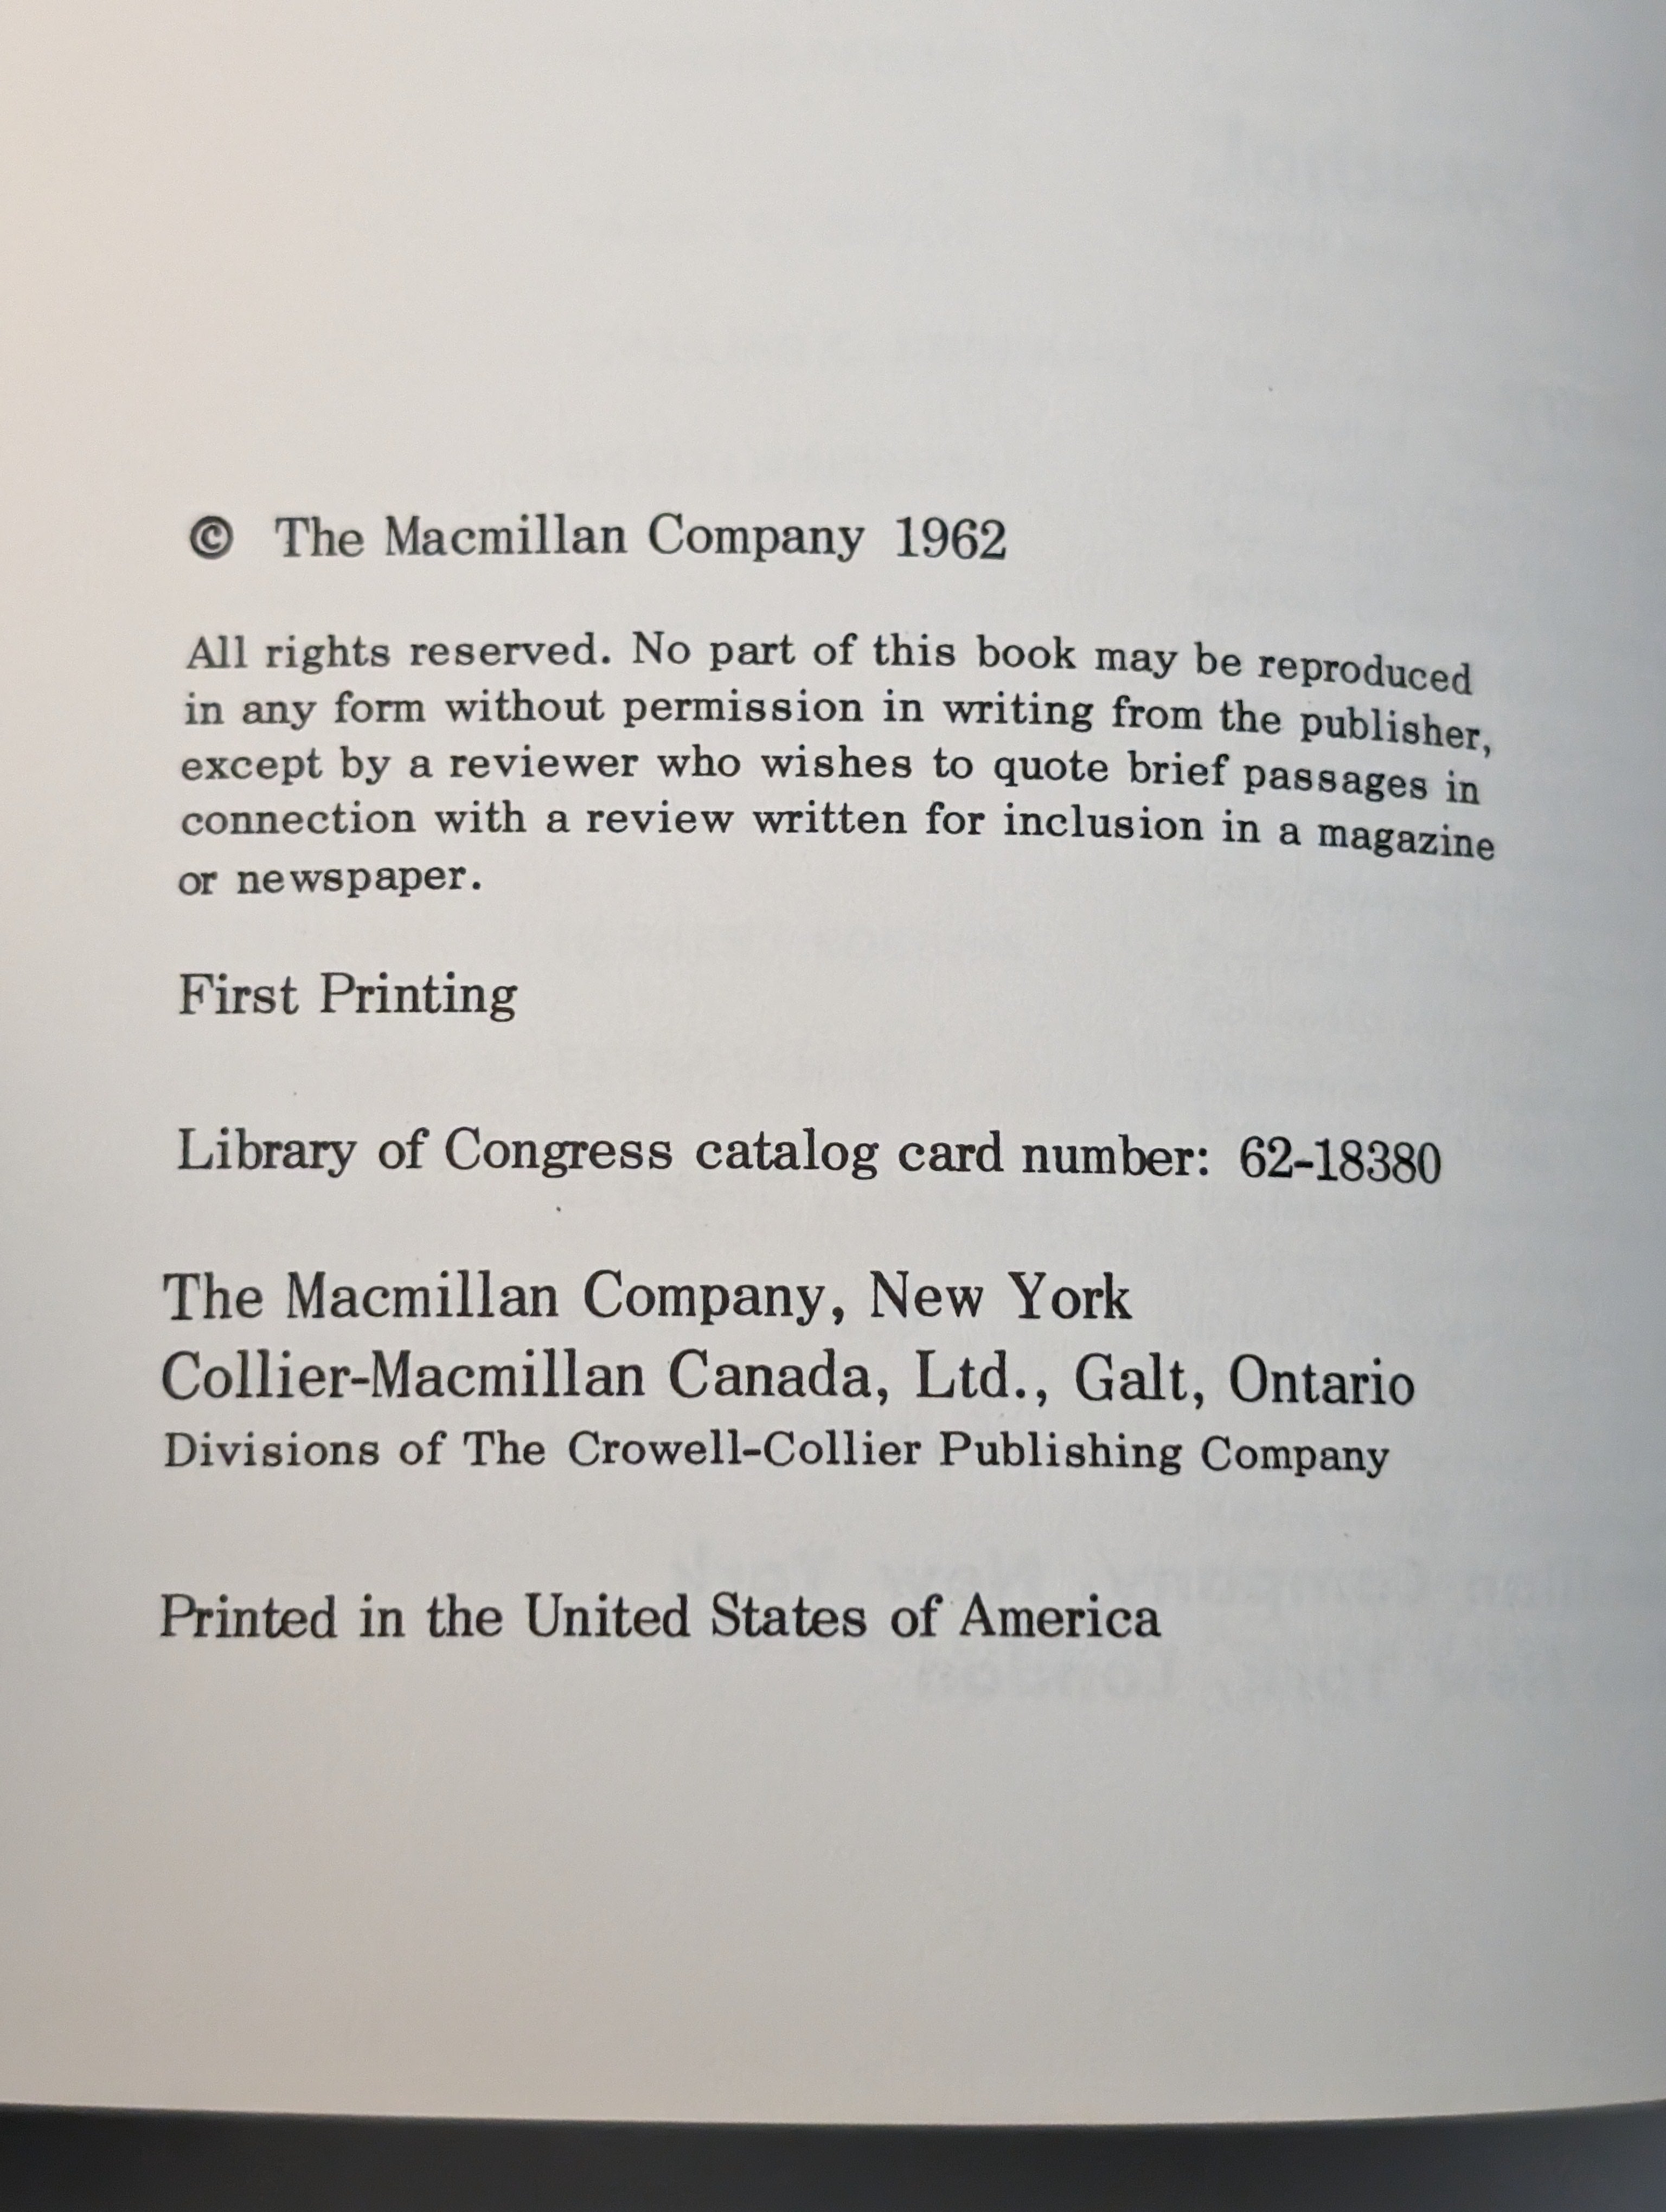 © The Macmillan Company 1962
All rights reserved. No part of this book may be reproduced
in any form without permission in writing from the publisher,
except by a reviewer who wishes to quote brief passages in
connection with a review written for inclusion in a magazine
or newspaper.
First Printing
Library of Congress catalog card number: 62-18380
The Macmillan Company, New York
Collier-Macmillan Canada, Ltd., Galt, Ontario
Divisions of The Crowell-Collier Publishing Company
Printed in the United States of America